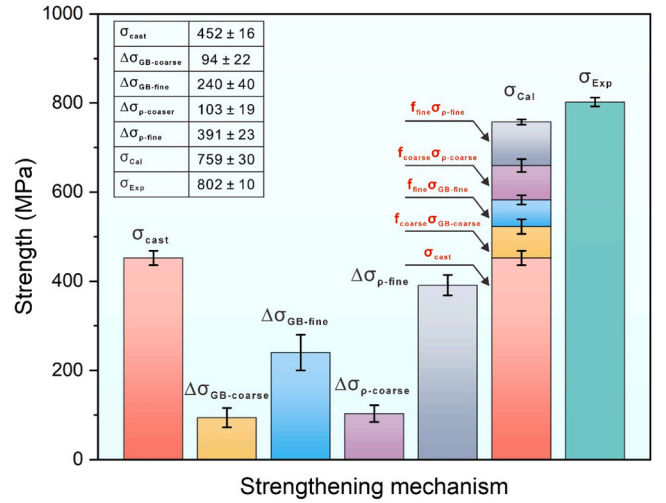 1000
800
600
400
200
0
Strength (MPa)
σcast 452 ± 16
ΔσGB-coarse 94 ± 22
ΔσGB-fine 240 ± 40
Δσρ-coaser 103 ± 19
Δσρ-fine 391 ± 23
σCal 759 ± 30
σExp 802 ± 10
σcast
ΔσGB-coarse
ΔσGB-fine
Δσρ-coarse
Δσρ-fine
σCal
σExp
ffineσρ-fine
fcoarseσρ-coarse
ffineσGB-fine
fcoarseσGB-coarse
σcast
Strengthening mechanism